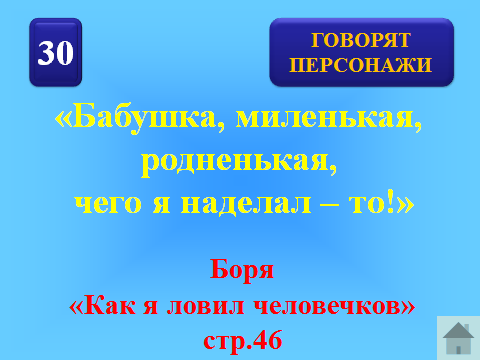 30
ГОВОРЯТ
ПЕРСОНАЖИ
«Бабушка, миленькая,
родненькая,
чего я наделал – то!»
Боря
«Как я ловил человечков»
стр.46